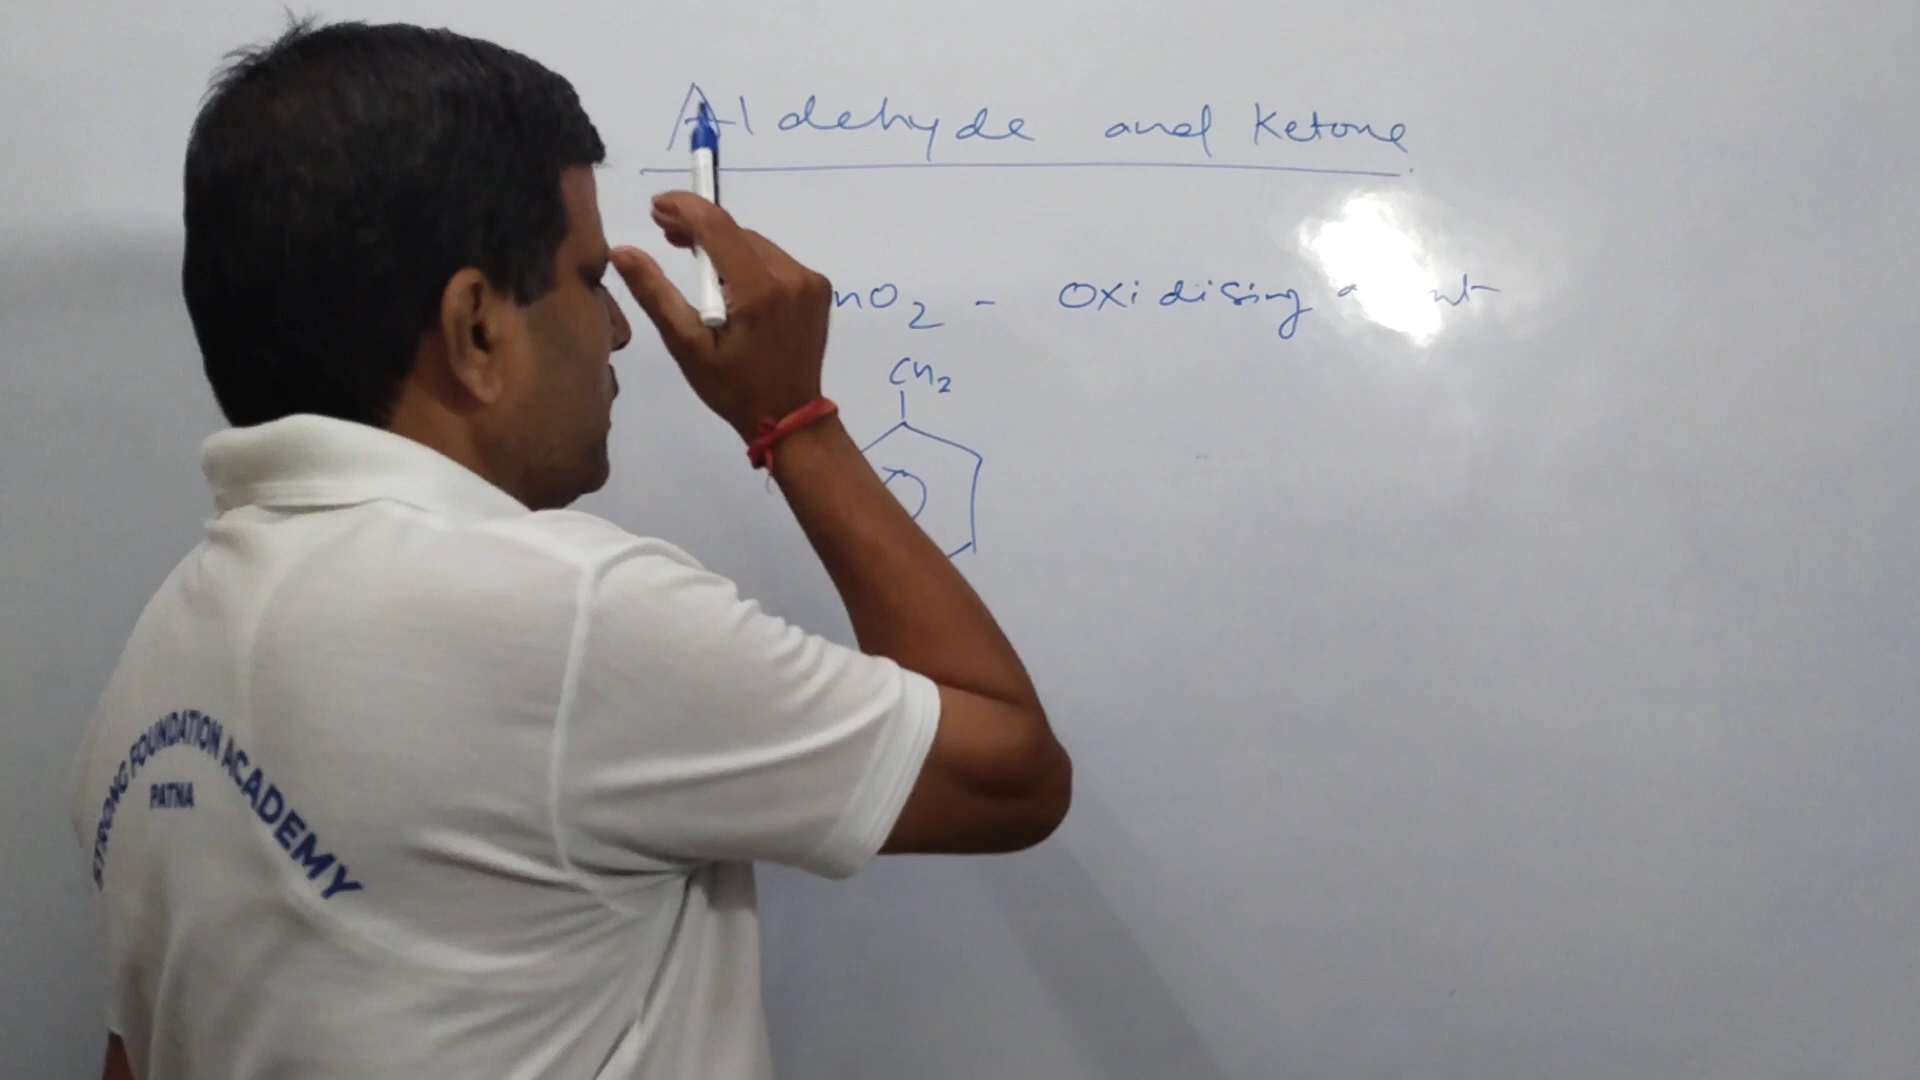 Aldehyde and Ketone
nO2 - Oxidising
CH2
STRONG FOUNDATION ACADEMY
PATNA